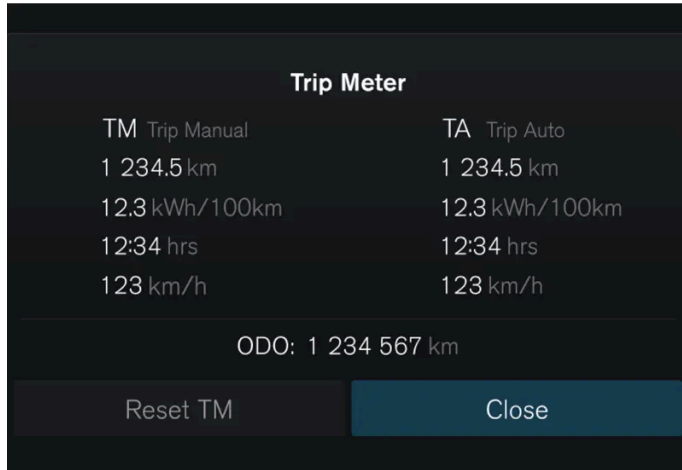 Trip Meter
TM Trip Manual
1 234.5 km
12.3 kWh/100km
12:34 hrs
123 km/h
TA Trip Auto
1 234.5 km
12.3 kWh/100km
12:34 hrs
123 km/h
ODO: 1 234 567 km
Reset TM
Close